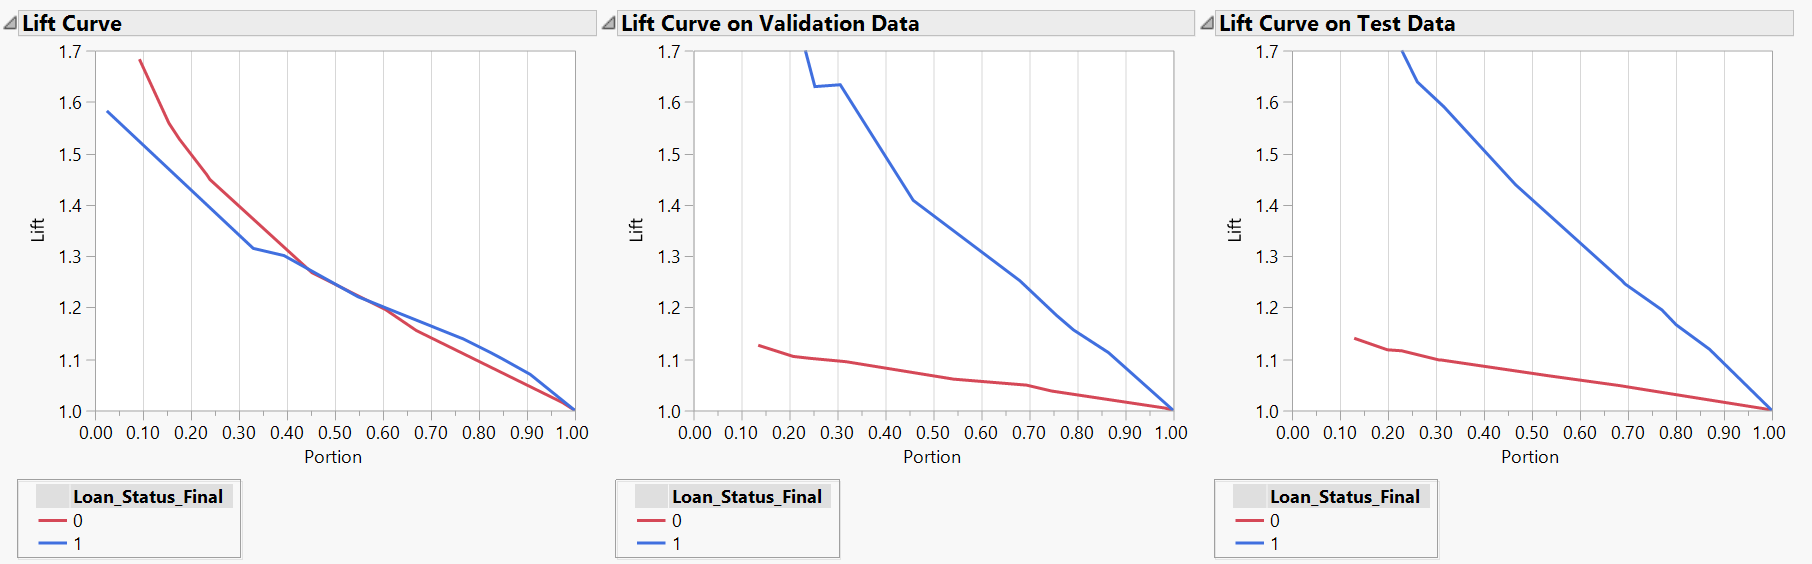 Lift Curve
1.7
1.6
1.5
1.4
1.3
1.2
1.1
1.0
Lift
0.00 0.10 0.20 0.30 0.40 0.50 0.60 0.70 0.80 0.90 1.00
Portion
Loan_Status_Final
0
1
Lift Curve on Validation Data
1.7
1.6
1.5
1.4
1.3
1.2
1.1
1.0
Lift
0.00 0.10 0.20 0.30 0.40 0.50 0.60 0.70 0.80 0.90 1.00
Portion
Loan_Status_Final
0
1
Lift Curve on Test Data
1.7
1.6
1.5
1.4
1.3
1.2
1.1
1.0
Lift
0.00 0.10 0.20 0.30 0.40 0.50 0.60 0.70 0.80 0.90 1.00
Portion
Loan_Status_Final
0
1